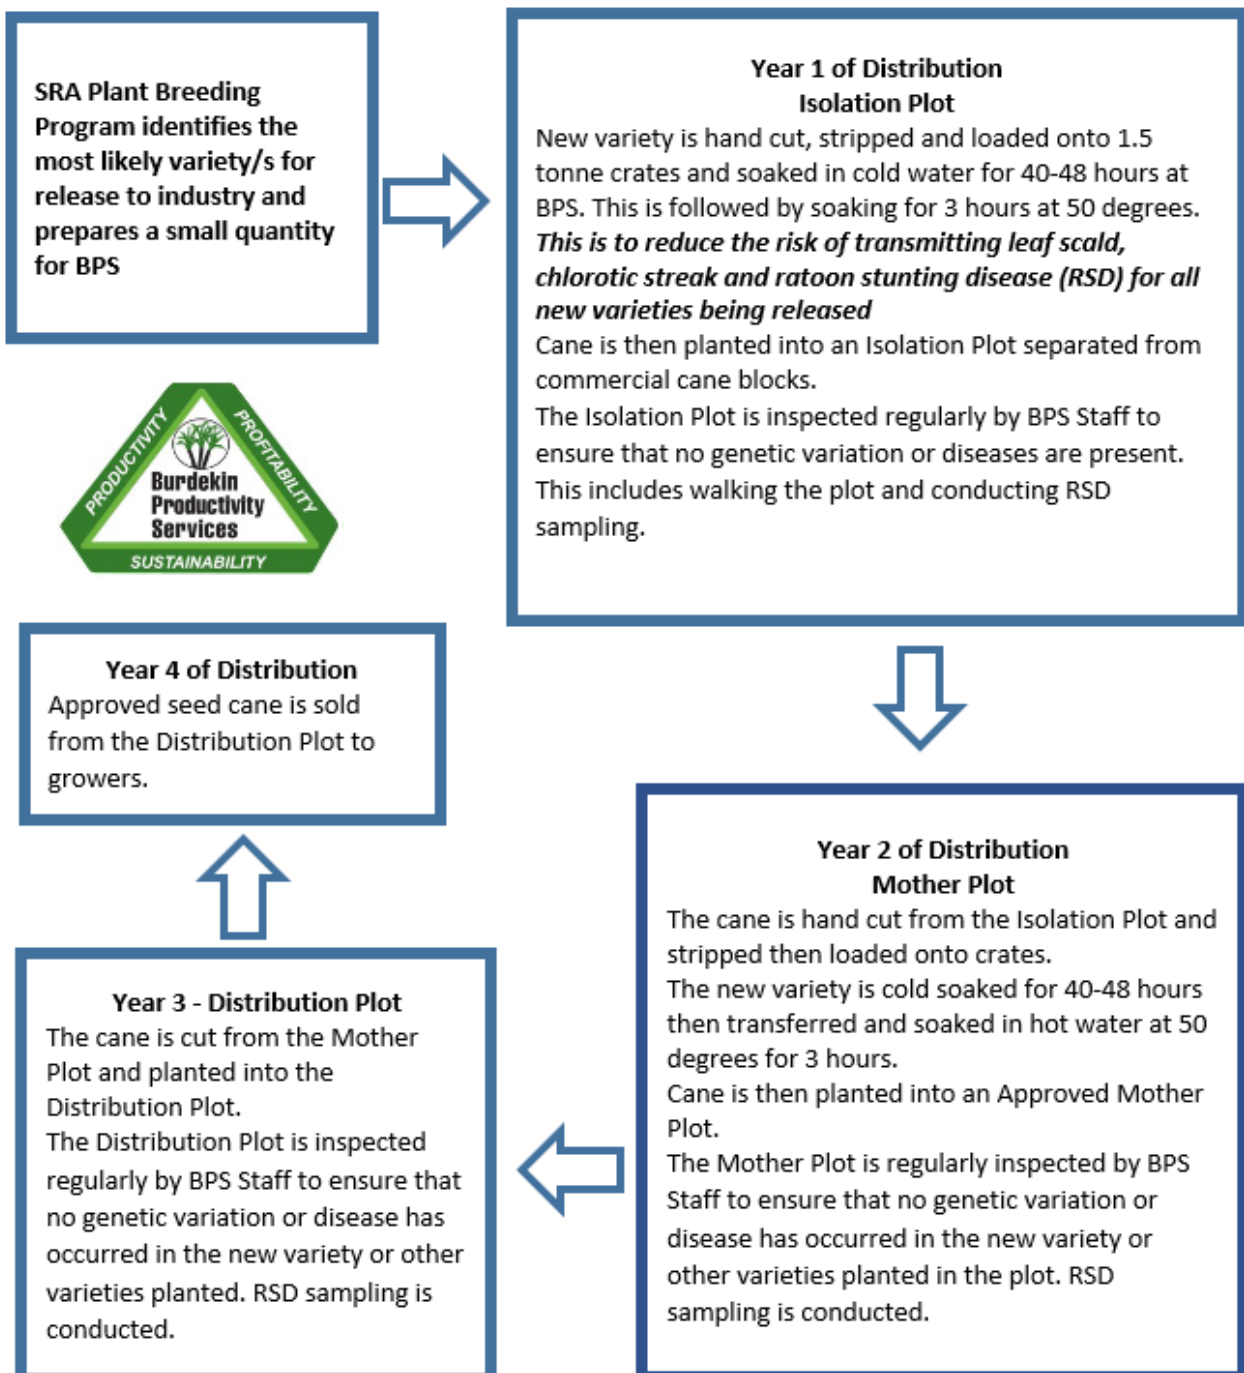 SRA Plant Breeding
Program identifies the
most likely variety/s for
release to industry and
prepares a small quantity
for BPS
Year 1 of Distribution
Isolation Plot
New variety is hand cut, stripped and loaded onto 1.5
tonne crates and soaked in cold water for 40-48 hours at
BPS. This is followed by soaking for 3 hours at 50 degrees.
This is to reduce the risk of transmitting leaf scald,
chlorotic streak and ratoon stunting disease (RSD) for all
new varieties being released
Cane is then planted into an Isolation Plot separated from
commercial cane blocks.
The Isolation Plot is inspected regularly by BPS Staff to
ensure that no genetic variation or diseases are present.
This includes walking the plot and conducting RSD
sampling.
PRODUCTIVITY
PROFITABILITY
Burdekin
Productivity
Services
SUSTAINABILITY
Year 2 of Distribution
Mother Plot
The cane is hand cut from the Isolation Plot and
stripped then loaded onto crates.
The new variety is cold soaked for 40-48 hours
then transferred and soaked in hot water at 50
degrees for 3 hours.
Cane is then planted into an Approved Mother
Plot.
The Mother Plot is regularly inspected by BPS
Staff to ensure that no genetic variation or
disease has occurred in the new variety or
other varieties planted in the plot. RSD
sampling is conducted.
Year 3 - Distribution Plot
The cane is cut from the Mother
Plot and planted into the
Distribution Plot.
The Distribution Plot is inspected
regularly by BPS Staff to ensure that
no genetic variation or disease has
occurred in the new variety or other
varieties planted. RSD sampling is
conducted.
Year 4 of Distribution
Approved seed cane is sold
from the Distribution Plot to
growers.